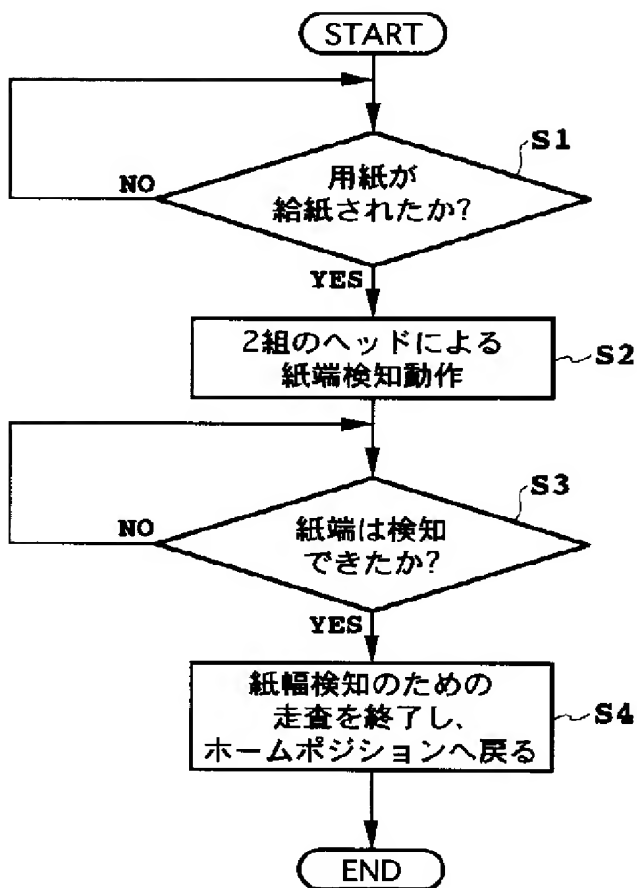 START
S1
用紙が
給紙されたか?
NO
YES
2組のヘッドによる
紙端検知動作
S2
S3
紙端は検知
できたか?
NO
YES
紙幅検知のための
走査を終了し、
ホームポジションへ戻る
S4
END